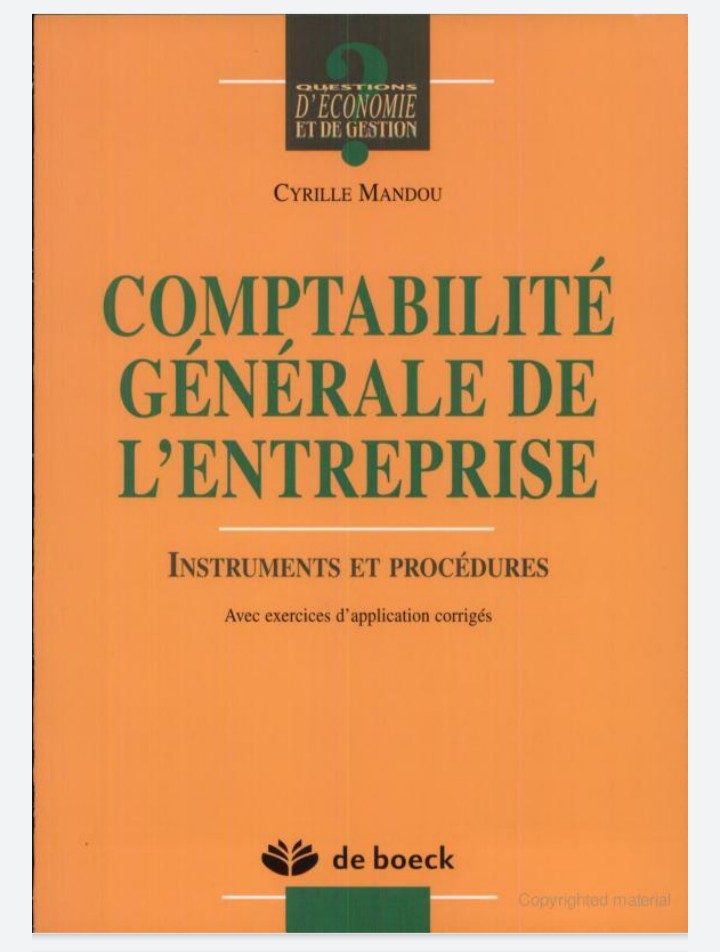 QUESTIONS
D'ÉCONOMIE
ET DE GESTION
CYRILLE MANDOU
COMPTABILITÉ
GÉNÉRALE DE
L'ENTREPRISE
INSTRUMENTS ET PROCÉDURES
Avec exercices d'application corrigés
de boeck
Copyrighted material